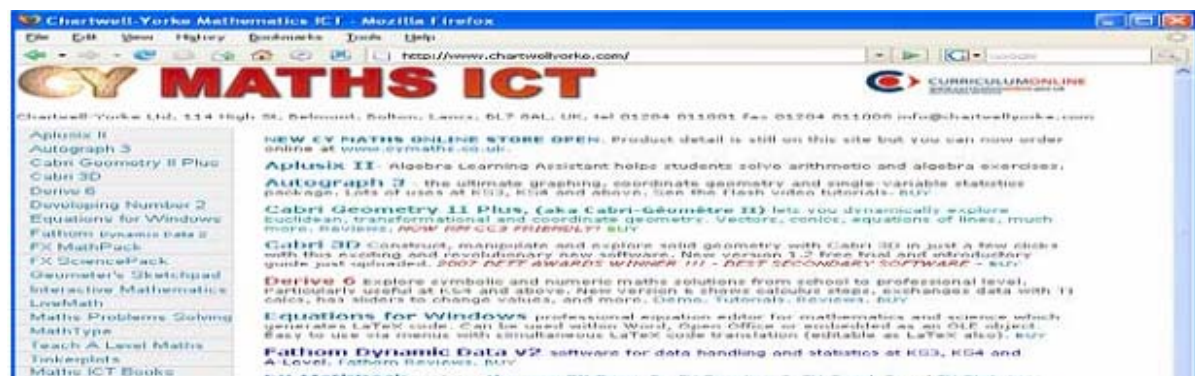 Chartwell-Yorke Mathematics ICT - Mozilla Firefox
File Edit View History Bookmarks Tools Help
http://www.chartwellyorke.com/
CY MATHS ICT
CURRICULUMONLINE
Chartwell-Yorke Ltd, 114 High St, Belmont, Bolton, Lancs, BL7 8AL, UK, tel 01204 811001 fax 01204 811008 info@chartwellyorke.com
Aplusix II
Autograph 3
Cabri Geometry II Plus
Cabri 3D
Derive 6
Developing Number 2
Equations for Windows
Fathom Dynamic Data 2
FX MathPack
FX SciencePack
Geometer's Sketchpad
Interactive Mathematics
LiveMath
Maths Problems Solving
MathType
Teach A Level Maths
Tinkerplots
Maths ICT Books
NEW CY MATHS ONLINE STORE OPEN. Product detail is still on this site but you can now order
online at www.cymaths.co.uk.
Aplusix II- Algebra Learning Assistant helps students solve arithmetic and algebra exercises.
Autograph 3 - the ultimate graphing, coordinate geometry and single variable statistics
package. Lots of uses at KS3, KS4 and above. See the Flash video tutorials- BUY
Cabri Geometry II Plus, (aka Cabri-Géomètre II) lets you dynamically explore
Euclidean, transformational and coordinate geometry. Vectors, conics, equations of lines, much
more. Reviews. NOW FRIENDLY! BUY
Cabri 3D Construct, manipulate and explore solid geometry with Cabri 3D in just a few clicks
with this exciting and revolutionary new software. New version 1.2 free trial and introductory
guide just uploaded. 2007 BETT AWARDS WINNER !!! - BEST SECONDARY SOFTWARE - BUY
Derive 6 Explore symbolic and numeric maths solutions from school to professional level.
Particularly useful at KS4 and above. New version 6 shows calculus steps, exchanges data with TI
calcs, has sliders to change values, and more. Demo. Tutorials. Reviews. BUY
Equations for Windows professional equation editor for mathematics and science which
generates LaTeX code. Can be used within Word, Open Office or embedded as an OLE object.
Easy to use via menus with simultaneous LaTeX code translation (editable as LaTeX also). BUY
Fathom Dynamic Data v2 software for data handling and statistics at KS3, KS4 and
A-Level. Fathom Reviews. BUY